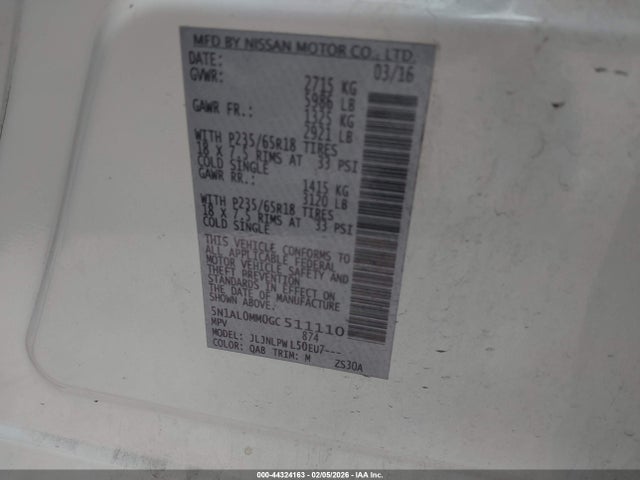 MFD BY NISSAN MOTOR CO., LTD.
DATE: 03/16
GVWR: 2715 KG
5986 LB
GAWR FR.: 1325 KG
2921 LB
WITH P235/65R18 TIRES
18 X 7.5 RIMS AT 33 PSI
COLD SINGLE
GAWR RR.: 1415 KG
3120 LB
WITH P235/65R18 TIRES
18 X 7.5 RIMS AT 33 PSI
COLD SINGLE
THIS VEHICLE CONFORMS TO
ALL APPLICABLE FEDERAL
MOTOR VEHICLE SAFETY AND
THEFT PREVENTION
STANDARDS IN EFFECT ON
THE DATE OF MANUFACTURE
SHOWN ABOVE.
5N1AL0MM0GC511110
MPV 874
MODEL: JLJNLPWL50EU7---
COLOR: QAB TRIM: M ZS30A
000-44324163 - 02/05/2026 - IAA Inc.